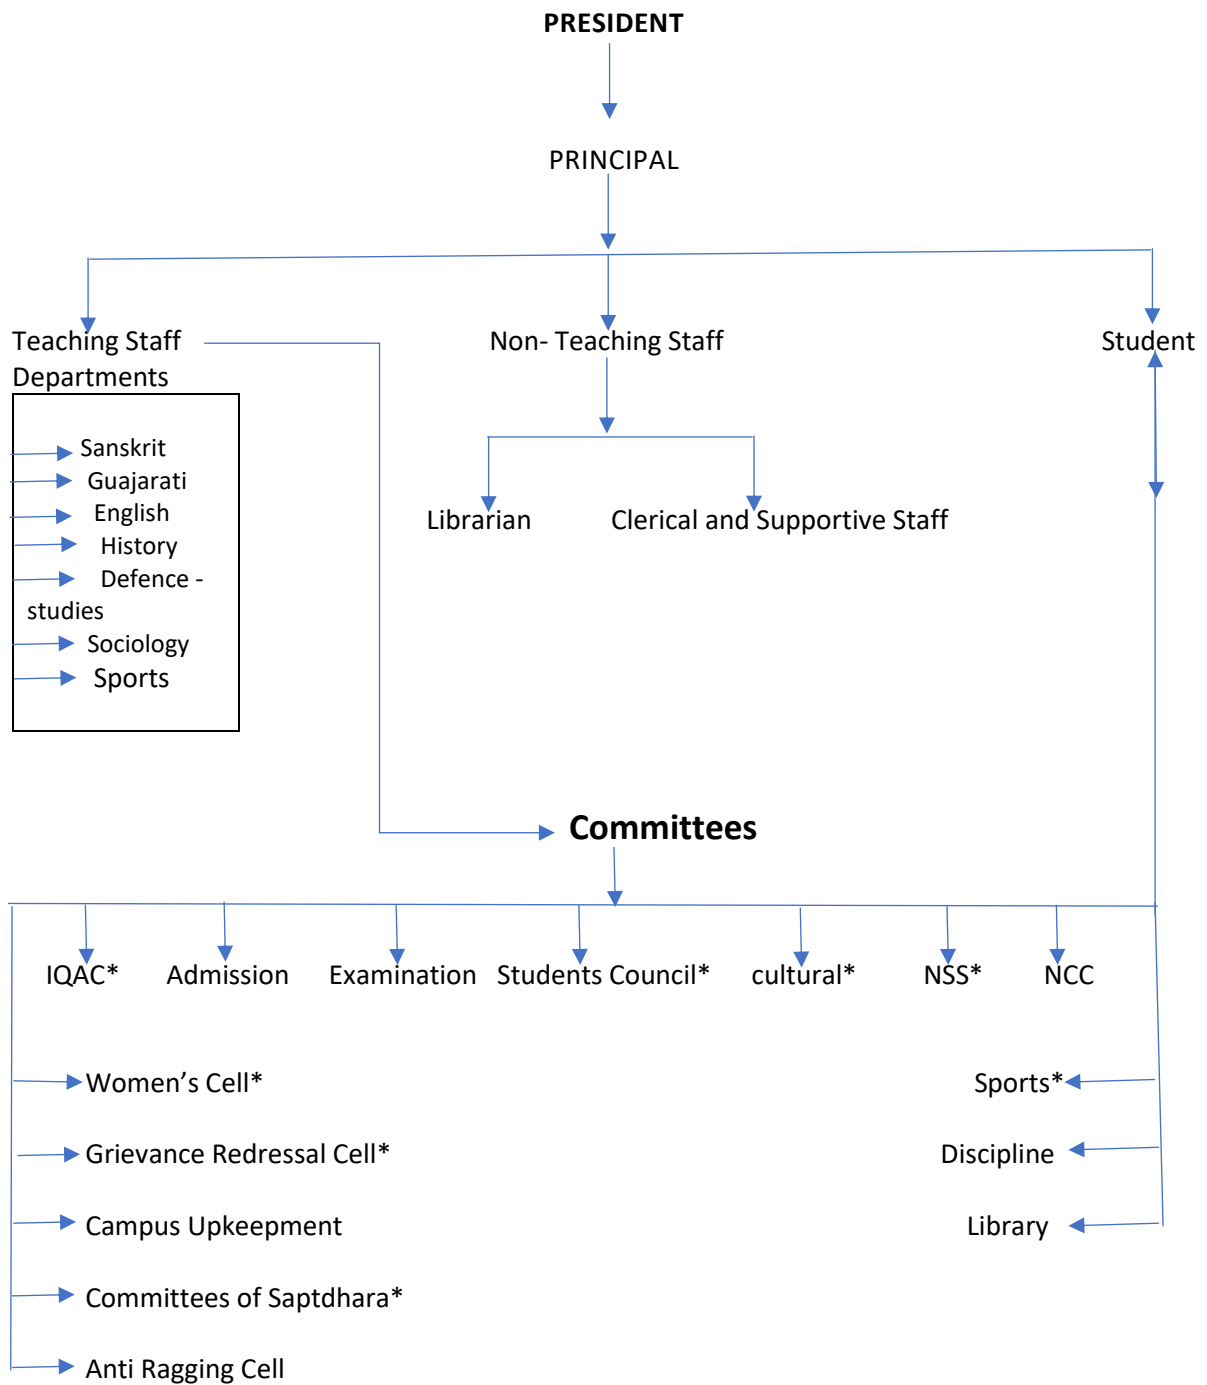 PRESIDENT
PRINCIPAL
Teaching Staff
Departments
Non- Teaching Staff
Student
Sanskrit
Guajarati
English
History
Defence -
studies
Sociology
Sports
Librarian
Clerical and Supportive Staff
Committees
IQAC*
Admission
Examination
Students Council*
cultural*
NSS*
NCC
Women’s Cell*
Sports*
Grievance Redressal Cell*
Discipline
Campus Upkeepment
Library
Committees of Saptdhara*
Anti Ragging Cell